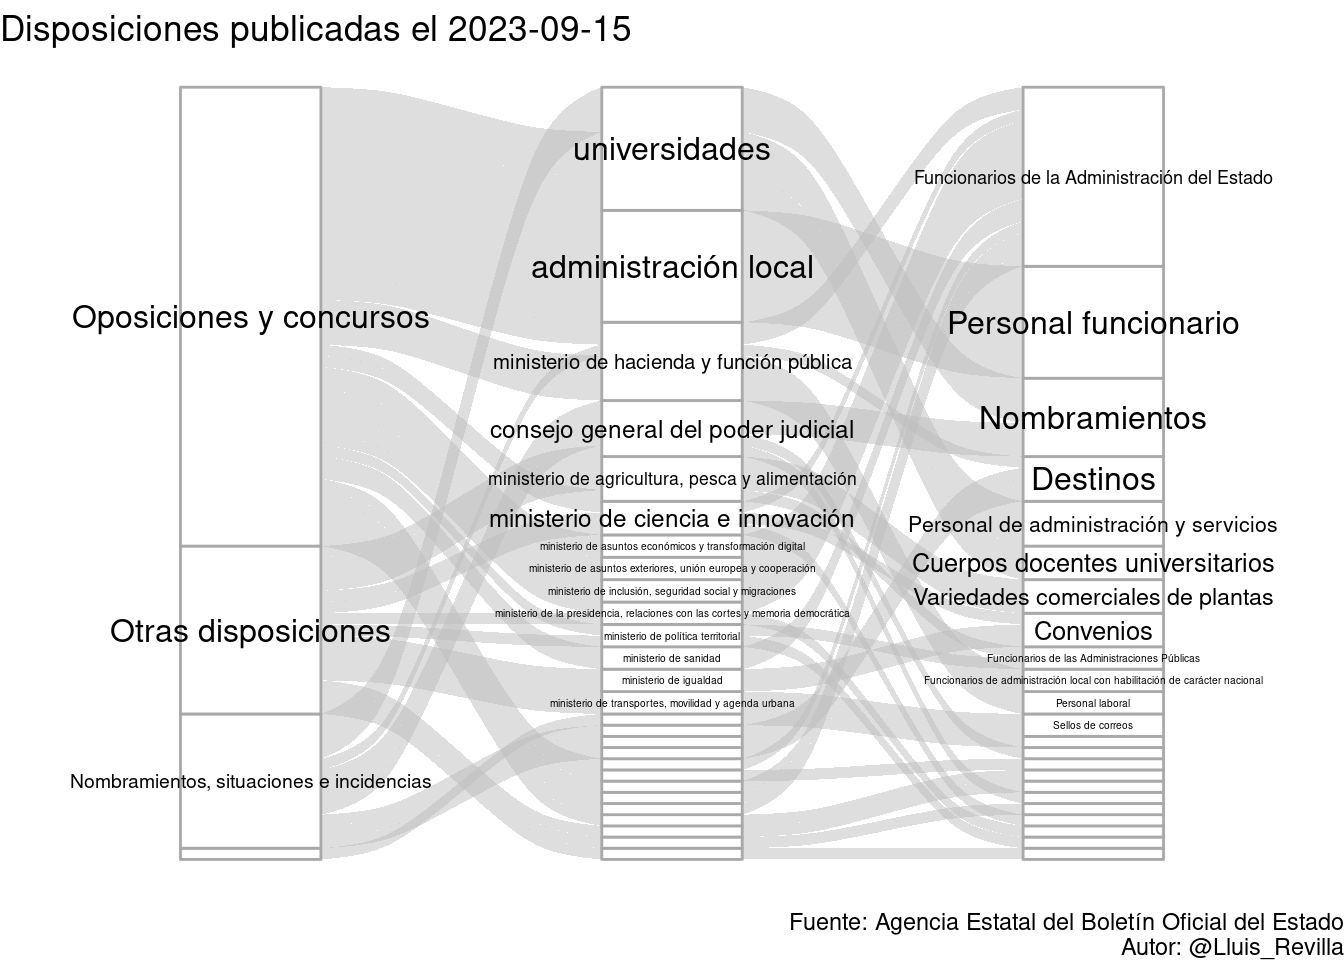 Disposiciones publicadas el 2023-09-15
Oposiciones y concursos
Otras disposiciones
Nombramientos, situaciones e incidencias
universidades
administración local
ministerio de hacienda y función pública
consejo general del poder judicial
ministerio de agricultura, pesca y alimentación
ministerio de ciencia e innovación
ministerio de asuntos económicos y transformación digital
ministerio de asuntos exteriores, unión europea y cooperación
ministerio de inclusión, seguridad social y migraciones
ministerio de la presidencia, relaciones con las cortes y memoria democrática
ministerio de política territorial
ministerio de sanidad
ministerio de igualdad
ministerio de transportes, movilidad y agenda urbana
Funcionarios de la Administración del Estado
Personal funcionario
Nombramientos
Destinos
Personal de administración y servicios
Cuerpos docentes universitarios
Variedades comerciales de plantas
Convenios
Funcionarios de las Administraciones Públicas
Funcionarios de administración local con habilitación de carácter nacional
Personal laboral
Sellos de correos
Fuente: Agencia Estatal del Boletín Oficial del Estado
Autor: @Lluis_Revilla